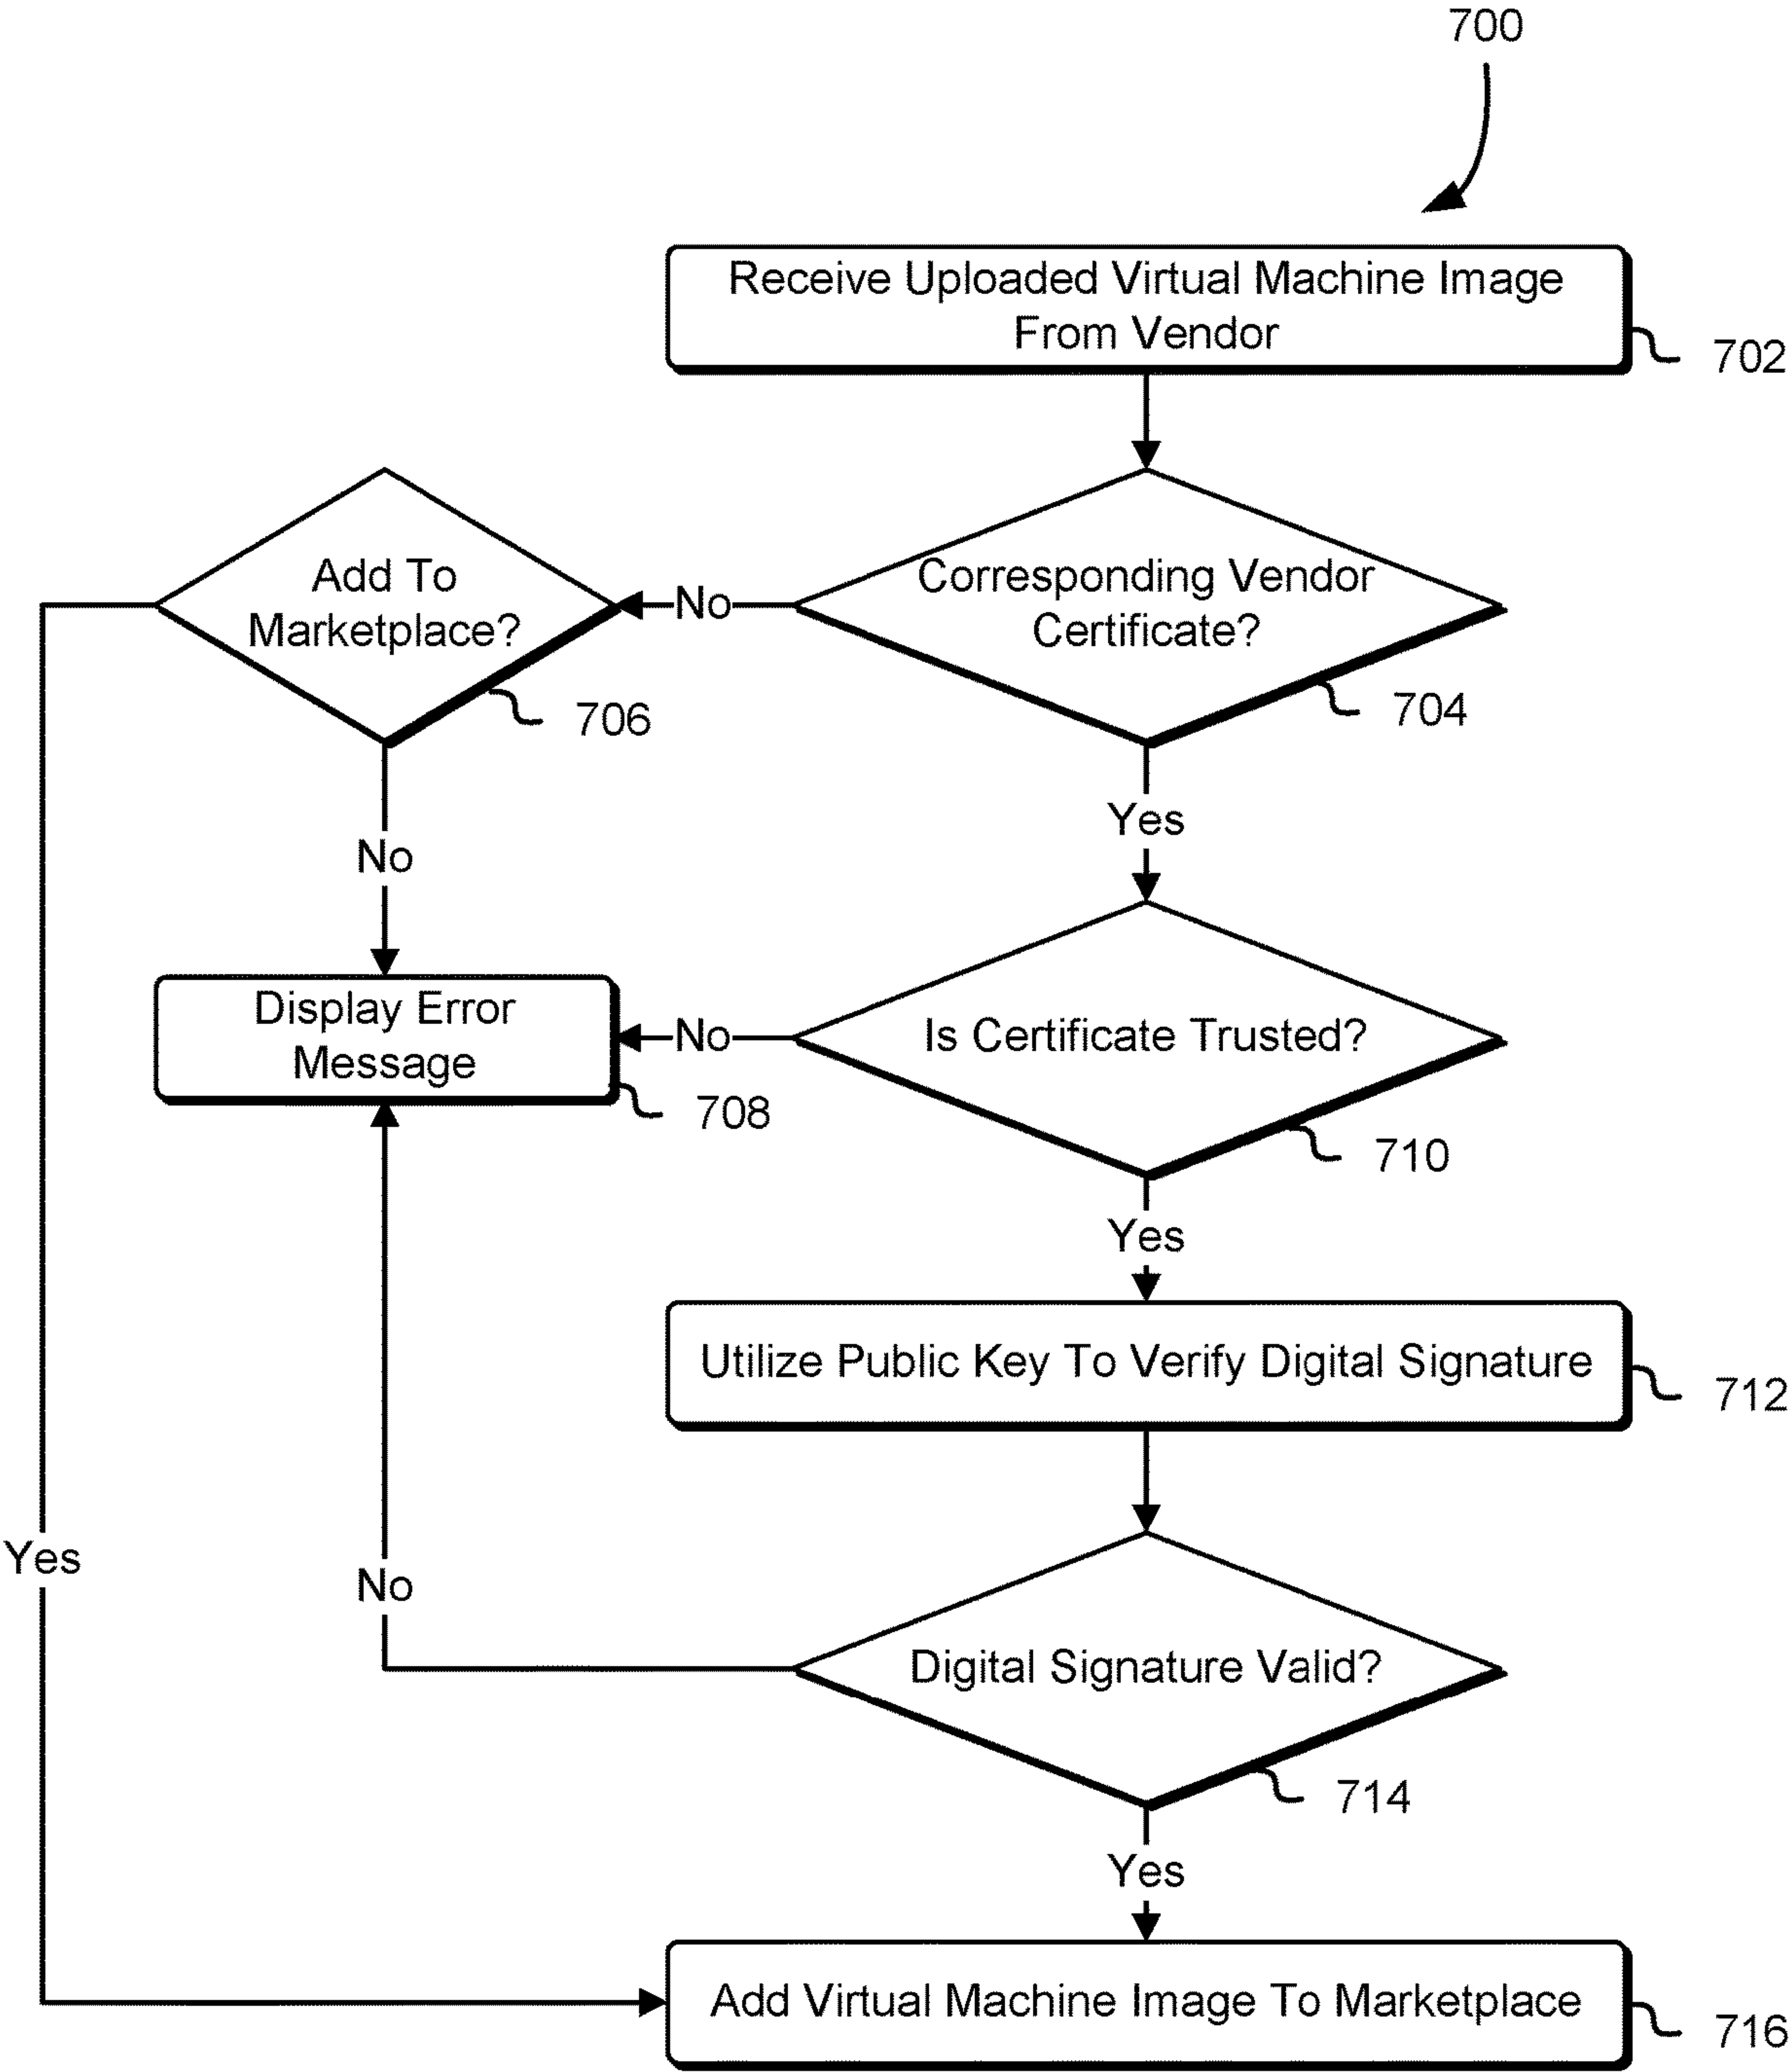 700
Receive Uploaded Virtual Machine Image
From Vendor
702
Add To
Marketplace?
706
No
Corresponding Vendor
Certificate?
704
No
Yes
Display Error
Message
708
No
Is Certificate Trusted?
710
Yes
Utilize Public Key To Verify Digital Signature
712
Yes
No
Digital Signature Valid?
714
Yes
Add Virtual Machine Image To Marketplace
716